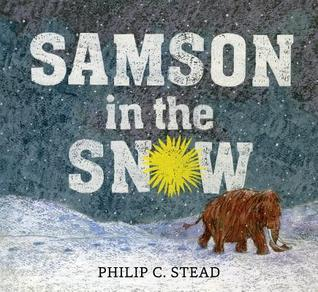 SAMSON
in the
SNOW
PHILIP C. STEAD